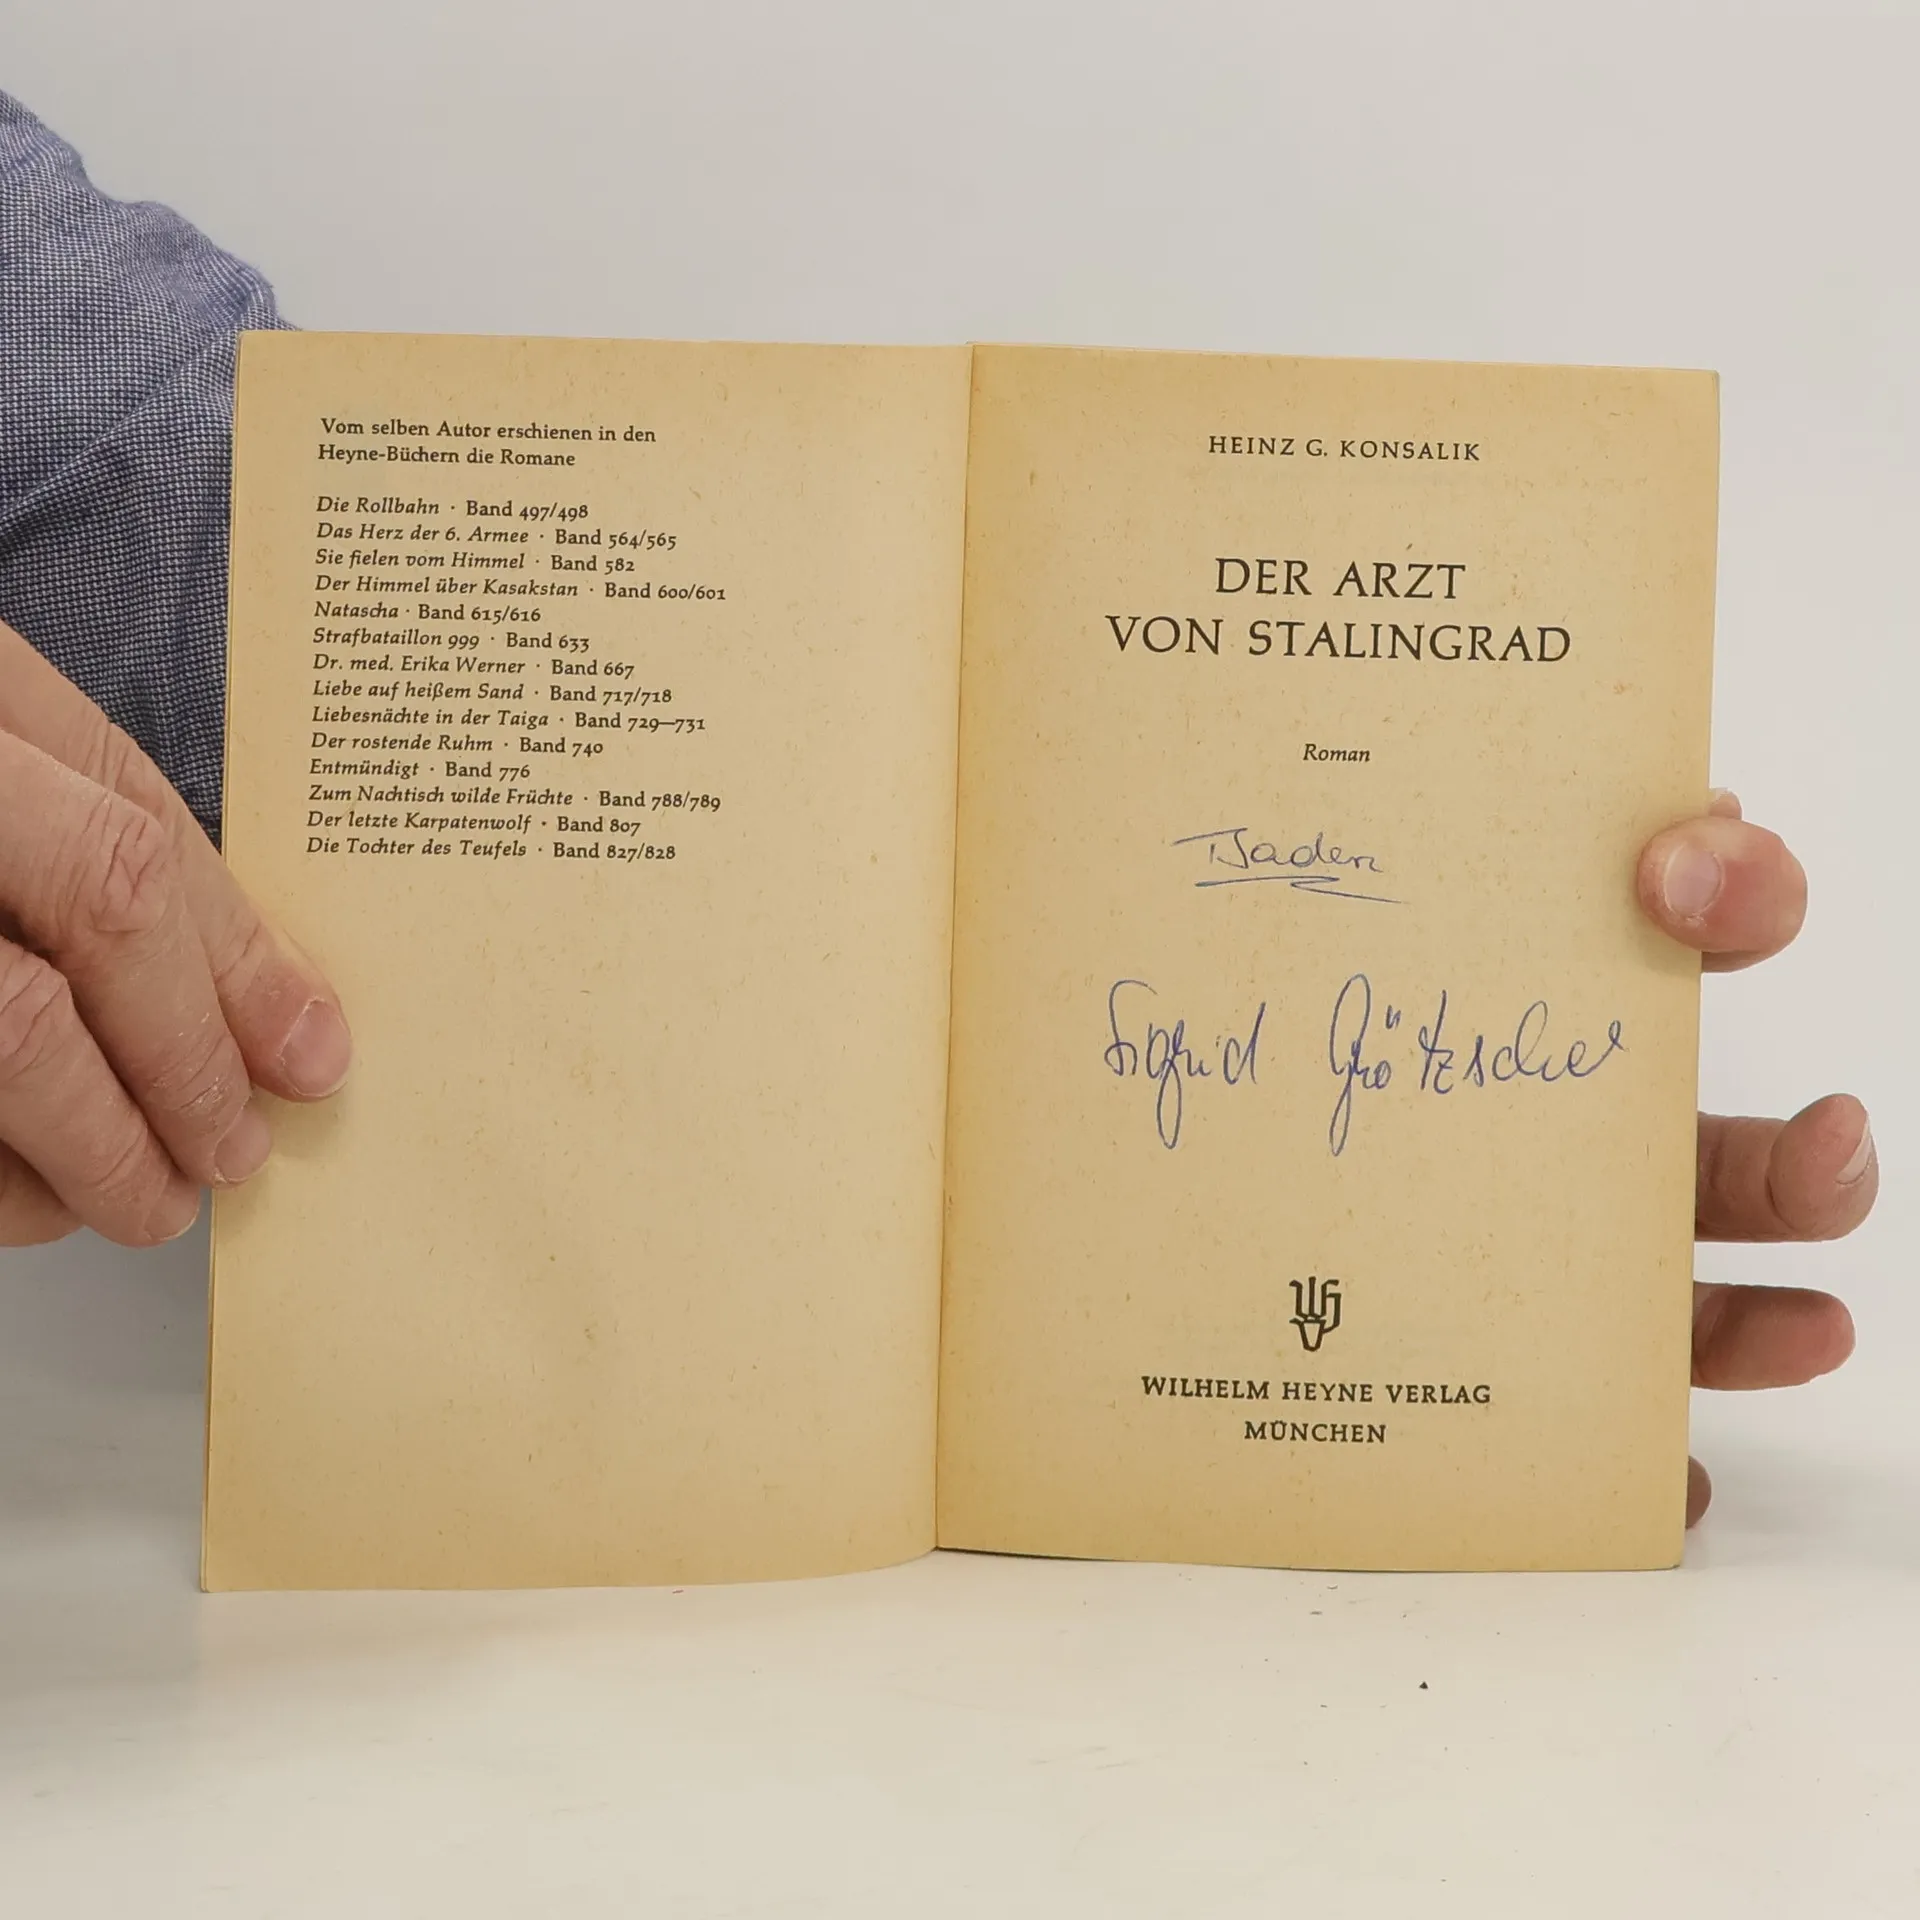 Vom selben Autor erschienen in den
Heyne-Büchern die Romane
Die Rollbahn · Band 497/498
Das Herz der 6. Armee · Band 564/565
Sie fielen vom Himmel · Band 582
Der Himmel über Kasakstan · Band 600/601
Natascha · Band 615/616
Strafbataillon 999 · Band 633
Dr. med. Erika Werner · Band 667
Liebe auf heißem Sand · Band 717/718
Liebesnächte in der Taiga · Band 729—731
Der rostende Ruhm · Band 740
Entmündigt · Band 776
Zum Nachtisch wilde Früchte · Band 788/789
Der letzte Karpatenwolf · Band 807
Die Tochter des Teufels · Band 827/828
HEINZ G. KONSALIK
DER ARZT
VON STALINGRAD
Roman
Baden
Sigrid
WILHELM HEYNE VERLAG
MÜNCHEN